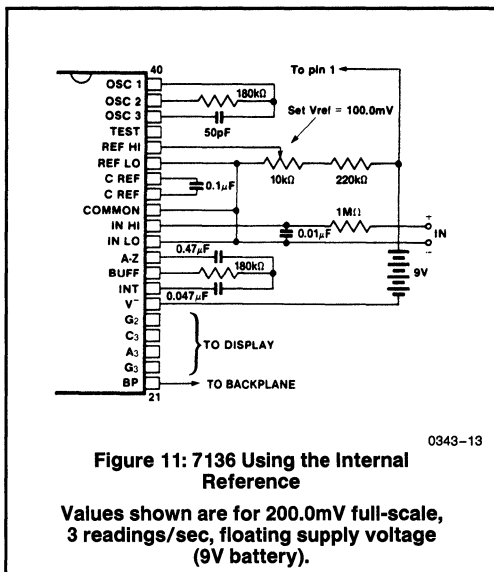 40
To pin 1
OSC 1
OSC 2
180kΩ
OSC 3
50pF
TEST
Set Vref = 100.0mV
REF HI
REF LO
10kΩ
220kΩ
C REF
0.1µF
C REF
COMMON
1MΩ
IN HI
+
0.01µF
IN
IN LO
−
A-Z
0.47µF
BUFF
180kΩ
9V
INT
0.047µF
V−
G2
C3
TO DISPLAY
A3
G3
BP
TO BACKPLANE
21
0343–13
Figure 11: 7136 Using the Internal
Reference
Values shown are for 200.0mV full-scale,
3 readings/sec, floating supply voltage
(9V battery).